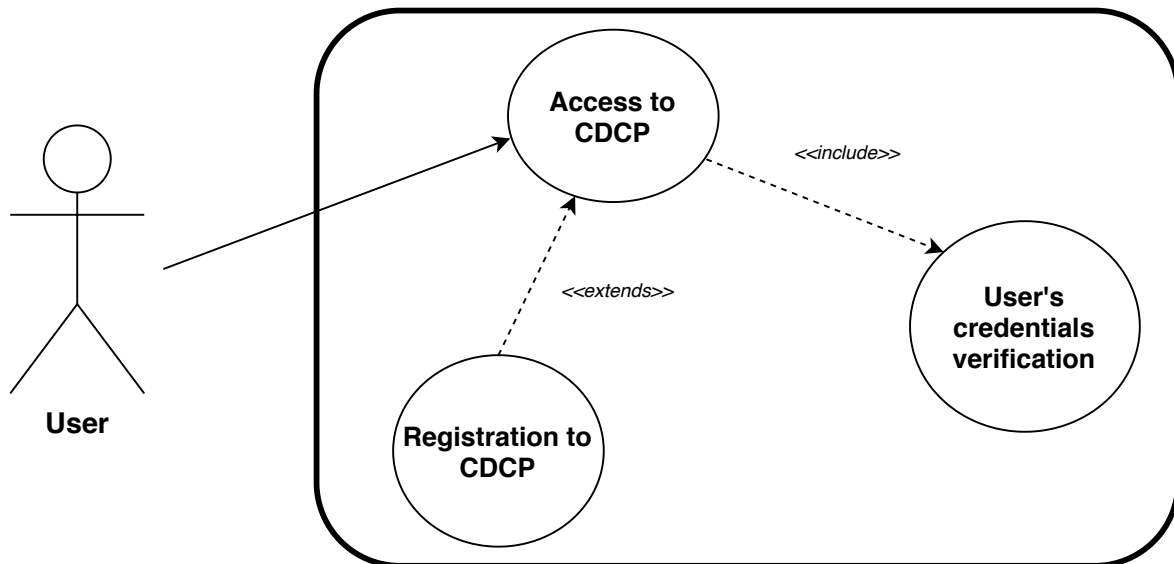 Access to
CDCP
<<include>>
<<extends>>
User's
credentials
verification
User
Registration to
CDCP